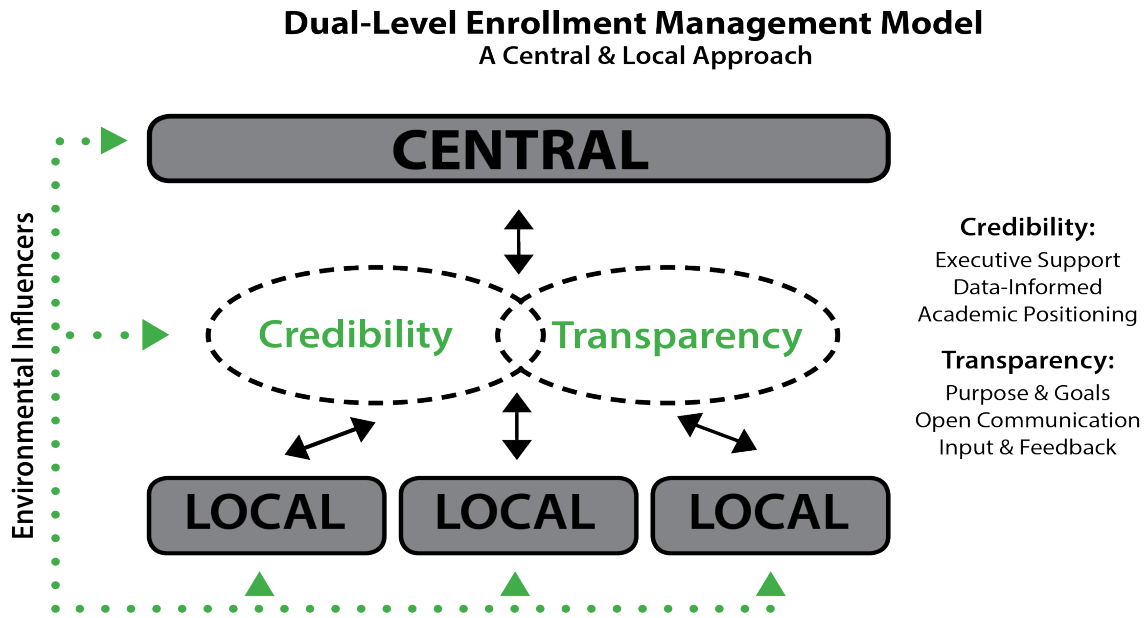 Dual-Level Enrollment Management Model
A Central & Local Approach
CENTRAL
Environmental Influencers
Credibility
Transparency
LOCAL
LOCAL
LOCAL
Credibility:
Executive Support
Data-Informed
Academic Positioning
Transparency:
Purpose & Goals
Open Communication
Input & Feedback